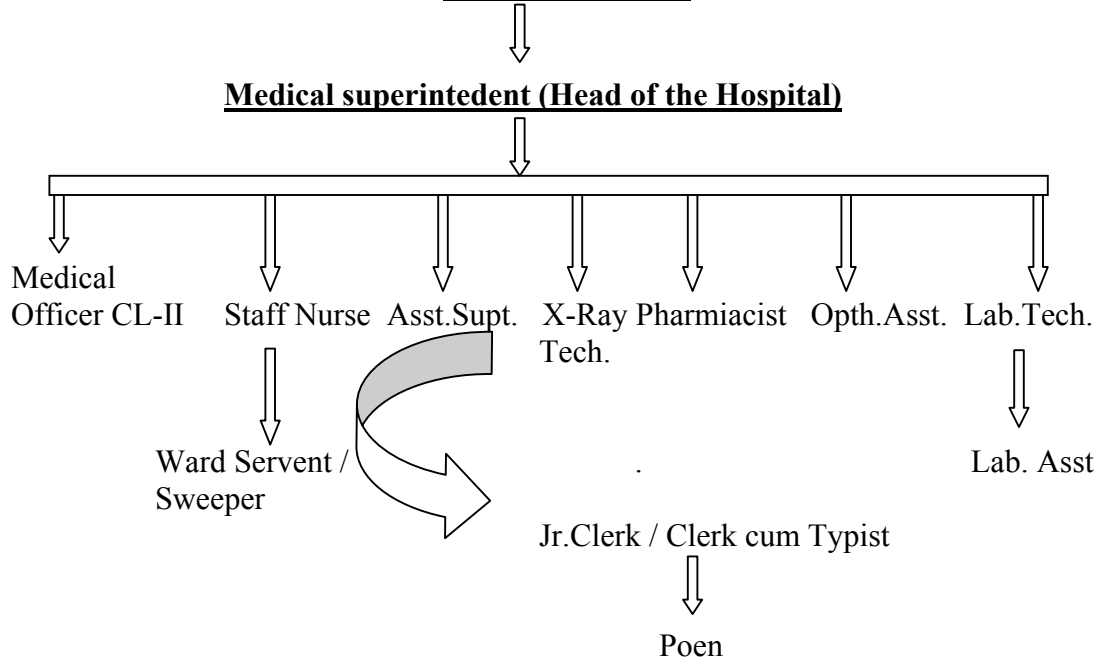 Medical superintedent (Head of the Hospital)
Medical
Officer CL-II
Staff Nurse
Asst.Supt.
X-Ray
Tech.
Pharmiacist
Opth.Asst.
Lab.Tech.
Ward Servent /
Sweeper
.
Lab. Asst
Jr.Clerk / Clerk cum Typist
Poen